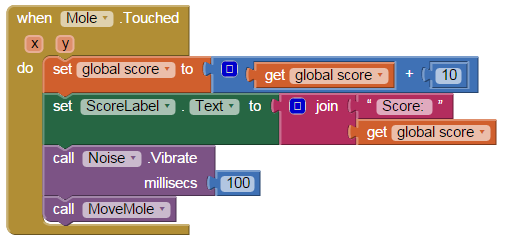 when Mole .Touched
x y
do set global score to get global score + 10
set ScoreLabel . Text to join “ Score: ”
get global score
call Noise .Vibrate
millisecs 100
call MoveMole